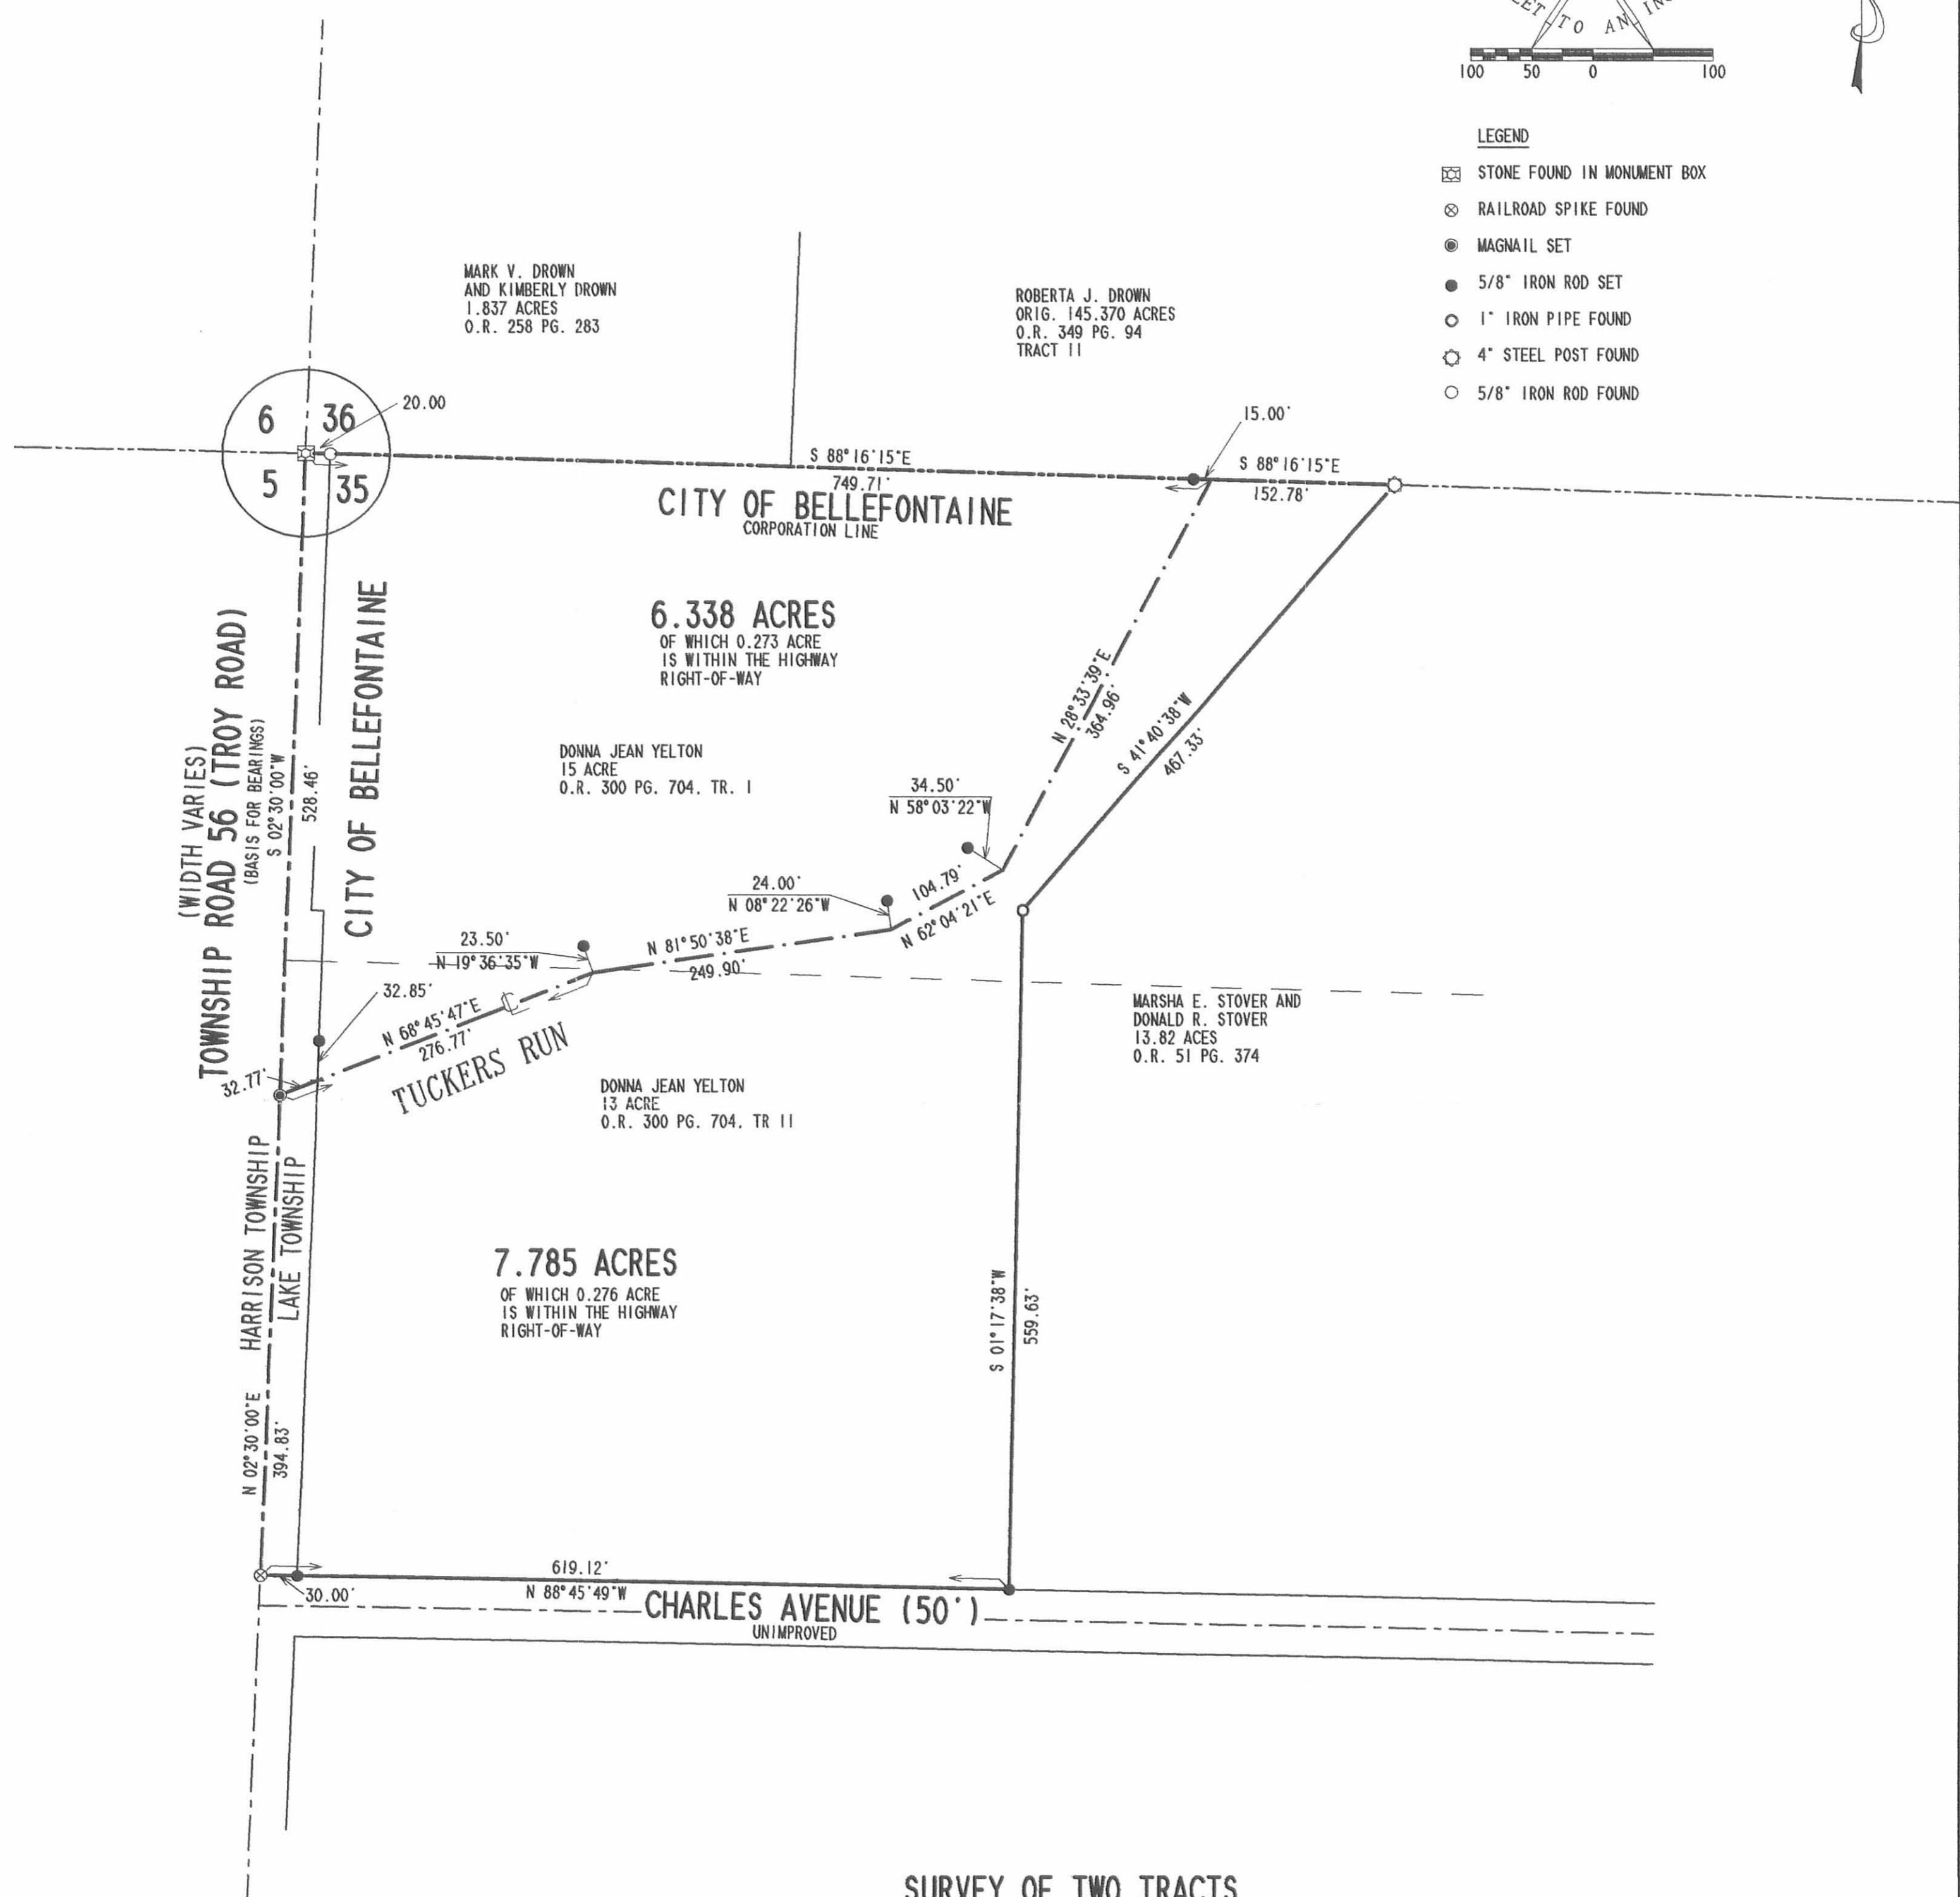 TO AN
100 50 0 100
LEGEND
STONE FOUND IN MONUMENT BOX
RAILROAD SPIKE FOUND
MAGNAIL SET
5/8" IRON ROD SET
1" IRON PIPE FOUND
4" STEEL POST FOUND
5/8" IRON ROD FOUND
MARK V. DROWN
AND KIMBERLY DROWN
1.837 ACRES
O.R. 258 PG. 283
ROBERTA J. DROWN
ORIG. 145.370 ACRES
O.R. 349 PG. 94
TRACT II
6 36
5 35
20.00
15.00'
S 88°16'15"E
749.71'
S 88°16'15"E
152.78'
CITY OF BELLEFONTAINE
CORPORATION LINE
6.338 ACRES
OF WHICH 0.273 ACRE
IS WITHIN THE HIGHWAY
RIGHT-OF-WAY
(WIDTH VARIES)
TOWNSHIP ROAD 56 (TROY ROAD)
(BASIS FOR BEARINGS)
S 02°30'00"W
528.46'
CITY OF BELLEFONTAINE
DONNA JEAN YELTON
15 ACRE
O.R. 300 PG. 704. TR. I
N 28°33'39"E
364.96'
S 41°40'38"W
467.33'
34.50'
N 58°03'22"W
24.00'
N 08°22'26"W
104.79'
N 62°04'21"E
23.50'
N 19°36'35"W
N 81°50'38"E
249.90'
32.85'
N 68°45'47"E
276.77'
TUCKERS RUN
32.77'
MARSHA E. STOVER AND
DONALD R. STOVER
13.82 ACES
O.R. 51 PG. 374
DONNA JEAN YELTON
13 ACRE
O.R. 300 PG. 704. TR II
HARRISON TOWNSHIP
LAKE TOWNSHIP
7.785 ACRES
OF WHICH 0.276 ACRE
IS WITHIN THE HIGHWAY
RIGHT-OF-WAY
S 01°17'38"W
559.63'
N 02°30'00"E
394.83'
619.12'
N 88°45'49"W
30.00'
CHARLES AVENUE (50')
UNIMPROVED
SURVEY OF TWO TRACTS